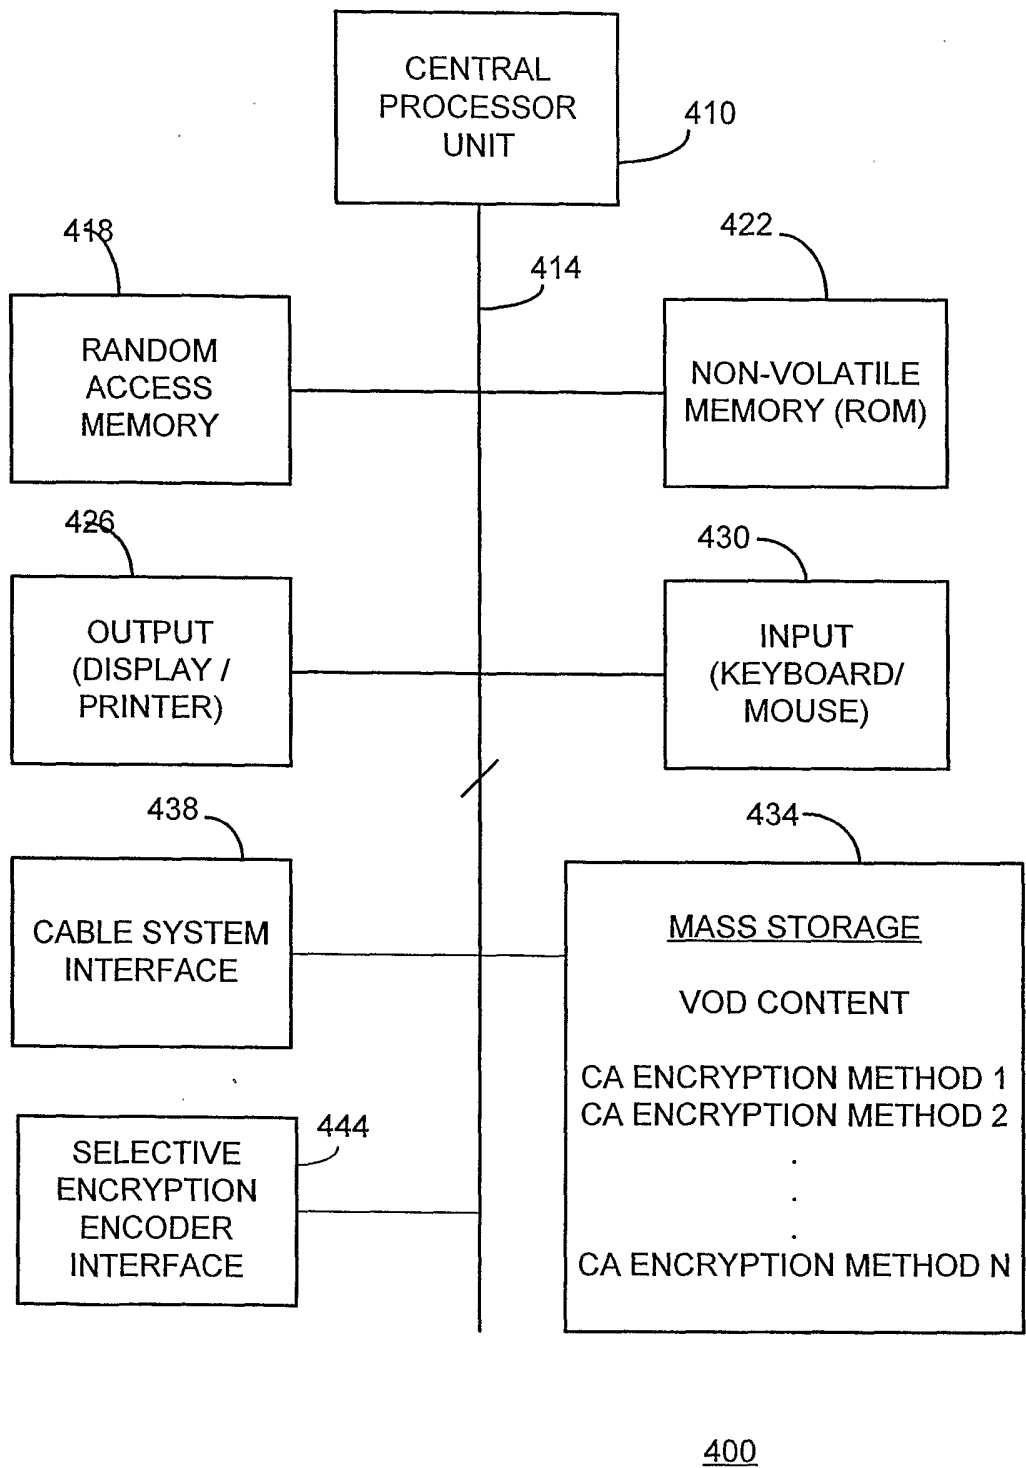 CENTRAL
PROCESSOR
UNIT
410
418
422
414
RANDOM
ACCESS
MEMORY
NON-VOLATILE
MEMORY (ROM)
426
430
OUTPUT
(DISPLAY /
PRINTER)
INPUT
(KEYBOARD/
MOUSE)
438
434
CABLE SYSTEM
INTERFACE
MASS STORAGE
VOD CONTENT
CA ENCRYPTION METHOD 1
CA ENCRYPTION METHOD 2
.
.
.
CA ENCRYPTION METHOD N
444
SELECTIVE
ENCRYPTION
ENCODER
INTERFACE
400